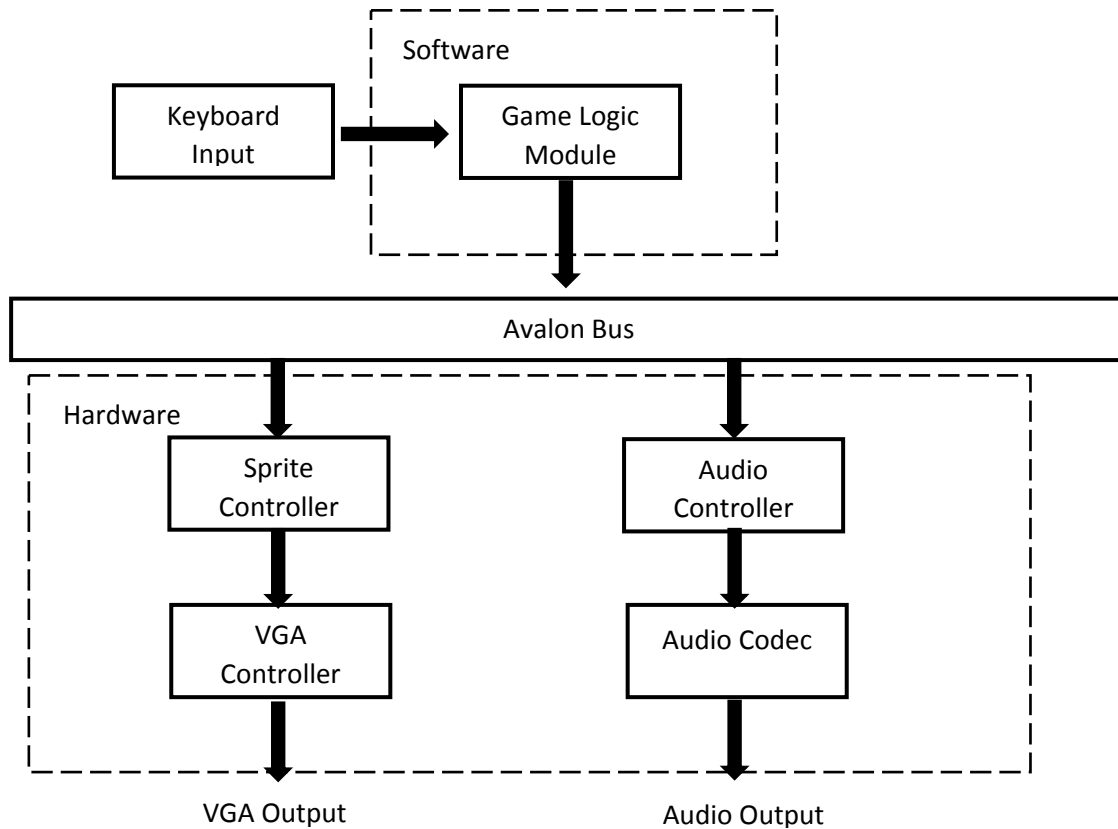 Software
Keyboard
Input
Game Logic
Module
Avalon Bus
Hardware
Sprite
Controller
Audio
Controller
VGA
Controller
Audio Codec
VGA Output
Audio Output